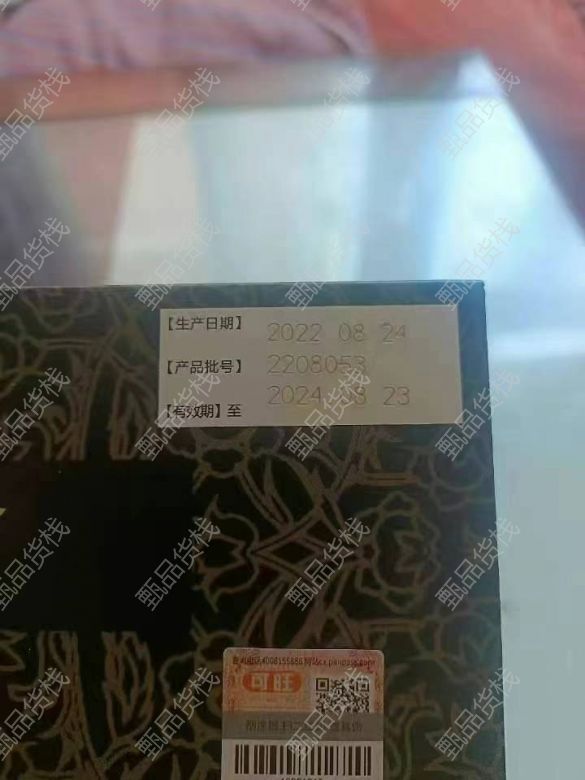 【生产日期】 2022 08 24
【产品批号】 2208053
【有效期】至 2024 08 23
可旺
甄品货栈